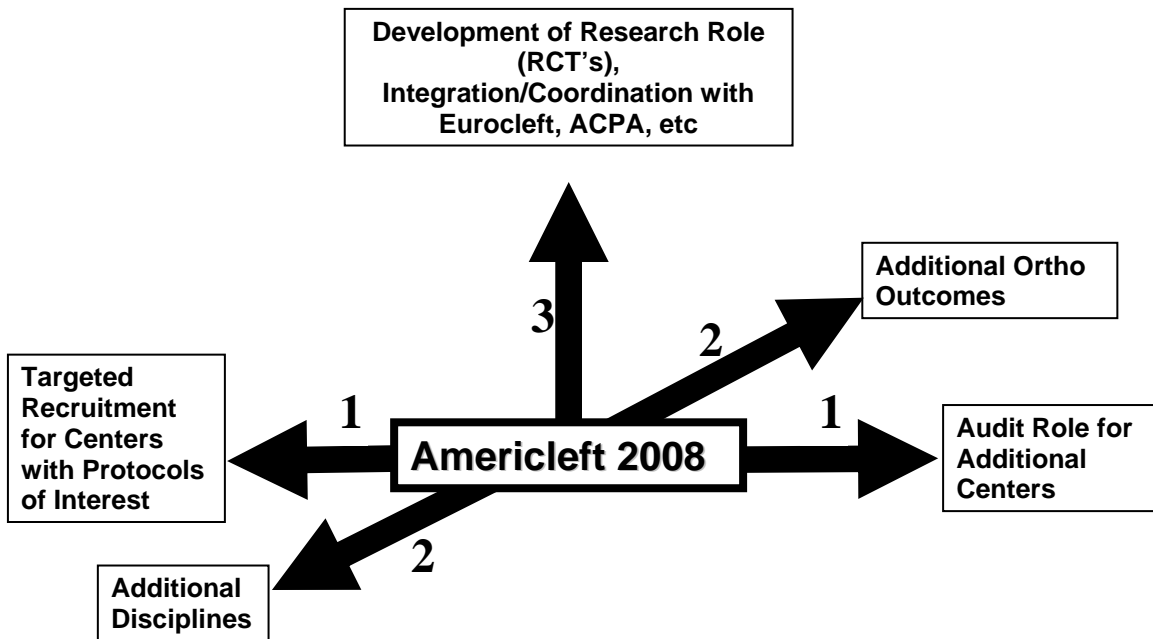 Development of Research Role
(RCT's),
Integration/Coordination with
Eurocleft, ACPA, etc
3
Additional Ortho
Outcomes
2
Targeted
Recruitment
for Centers
with Protocols
of Interest
1
Americleft 2008
1
Audit Role for
Additional
Centers
2
Additional
Disciplines